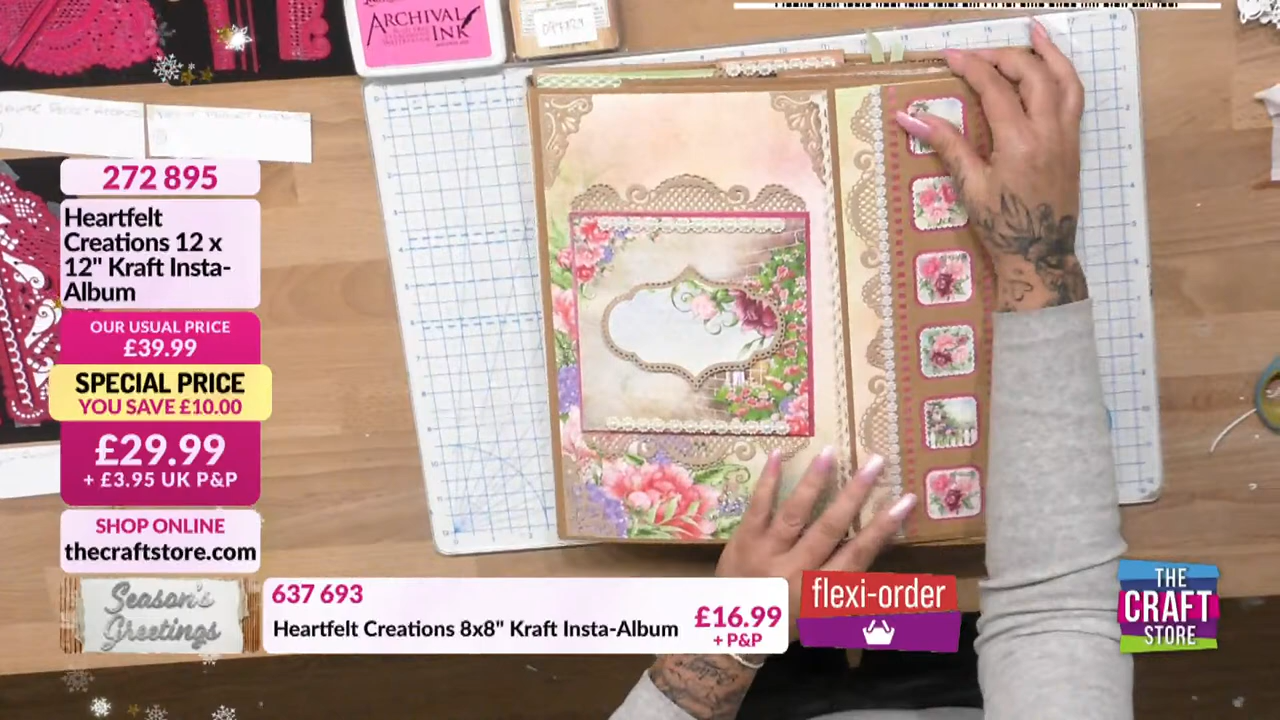 ARCHIVAL
INK
272 895
Heartfelt
Creations 12 x
12" Kraft Insta-
Album
OUR USUAL PRICE
£39.99
SPECIAL PRICE
YOU SAVE £10.00
£29.99
+ £3.95 UK P&P
SHOP ONLINE
thecraftstore.com
Season's
Greetings
637 693
Heartfelt Creations 8x8" Kraft Insta-Album
£16.99
+ P&P
flexi-order
THE
CRAFT
STORE